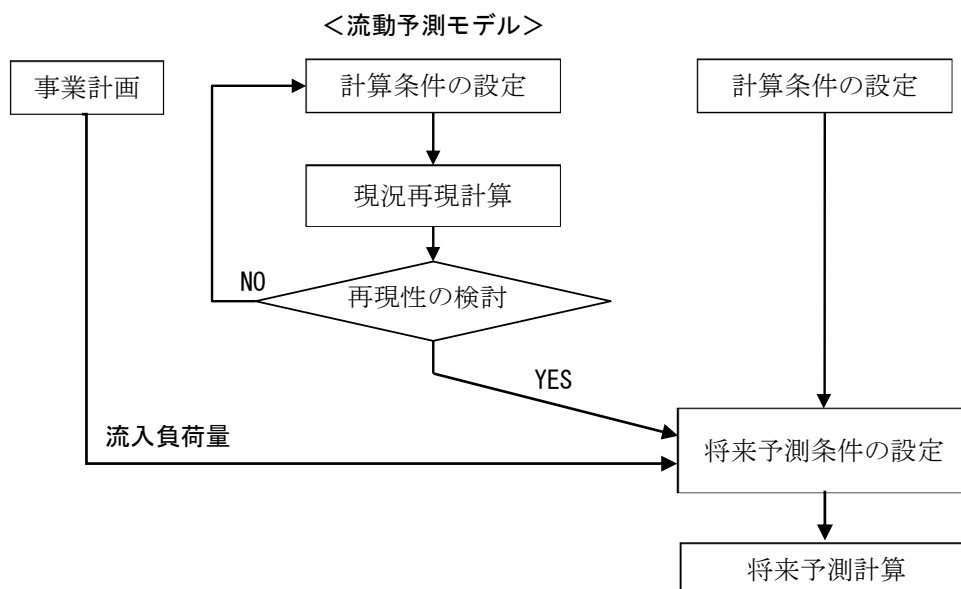 ＜流動予測モデル＞
事業計画
計算条件の設定
計算条件の設定
現況再現計算
NO
再現性の検討
YES
流入負荷量
将来予測条件の設定
将来予測計算